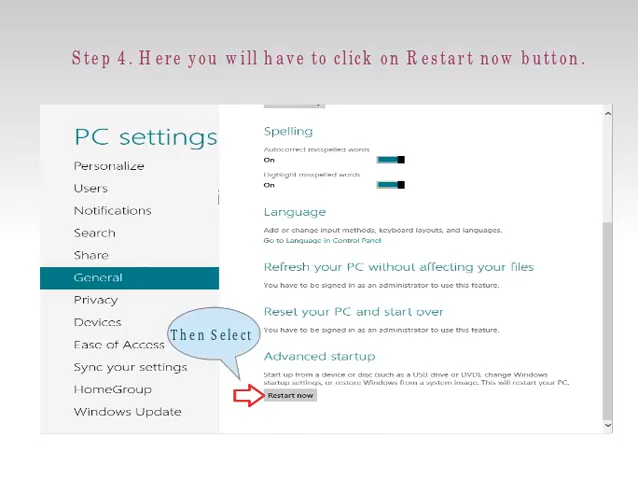 Step 4. Here you will have to click on Restart now button.
PC settings
Personalize
Users
Notifications
Search
Share
General
Privacy
Devices
Ease of Access
Sync your settings
HomeGroup
Windows Update
Spelling
Autocorrect misspelled words
On
Highlight misspelled words
On
Language
Add or change input methods, keyboard layouts, and languages.
Go to Language in Control Panel
Refresh your PC without affecting your files
You have to be signed in as an administrator to use this feature.
Reset your PC and start over
You have to be signed in as an administrator to use this feature.
Advanced startup
Start up from a device or disc (such as a USB drive or DVD), change Windows
startup settings, or restore Windows from a system image. This will restart your PC.
Then Select
Restart now